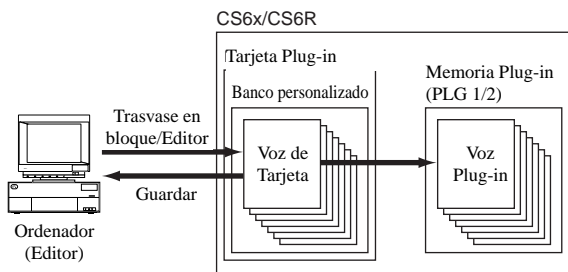 CS6x/CS6R
Tarjeta Plug-in
Banco personalizado
Memoria Plug-in
(PLG 1/2)
Trasvase en
bloque/Editor
Voz de
Tarjeta
Voz
Plug-in
Guardar
Ordenador
(Editor)